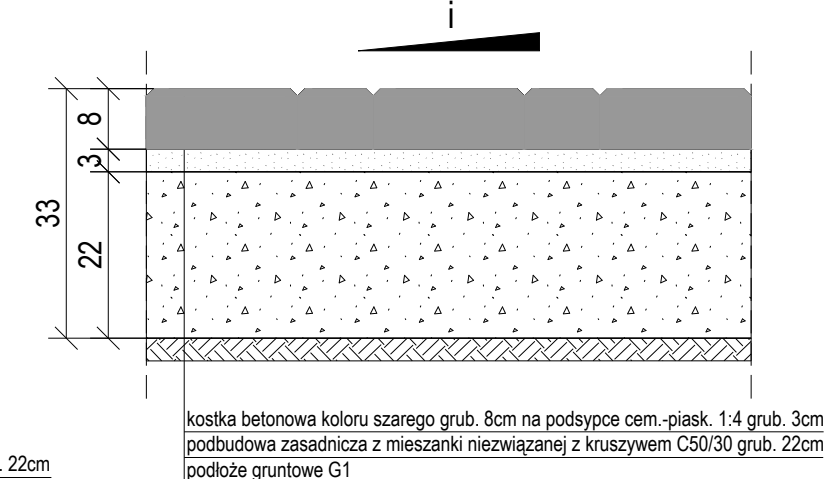 i
8
3
33
22
kostka betonowa koloru szarego grub. 8cm na podsypce cem.-piask. 1:4 grub. 3cm
podbudowa zasadnicza z mieszanki niezwiązanej z kruszywem C50/30 grub. 22cm
. 22cm
podłoże gruntowe G1